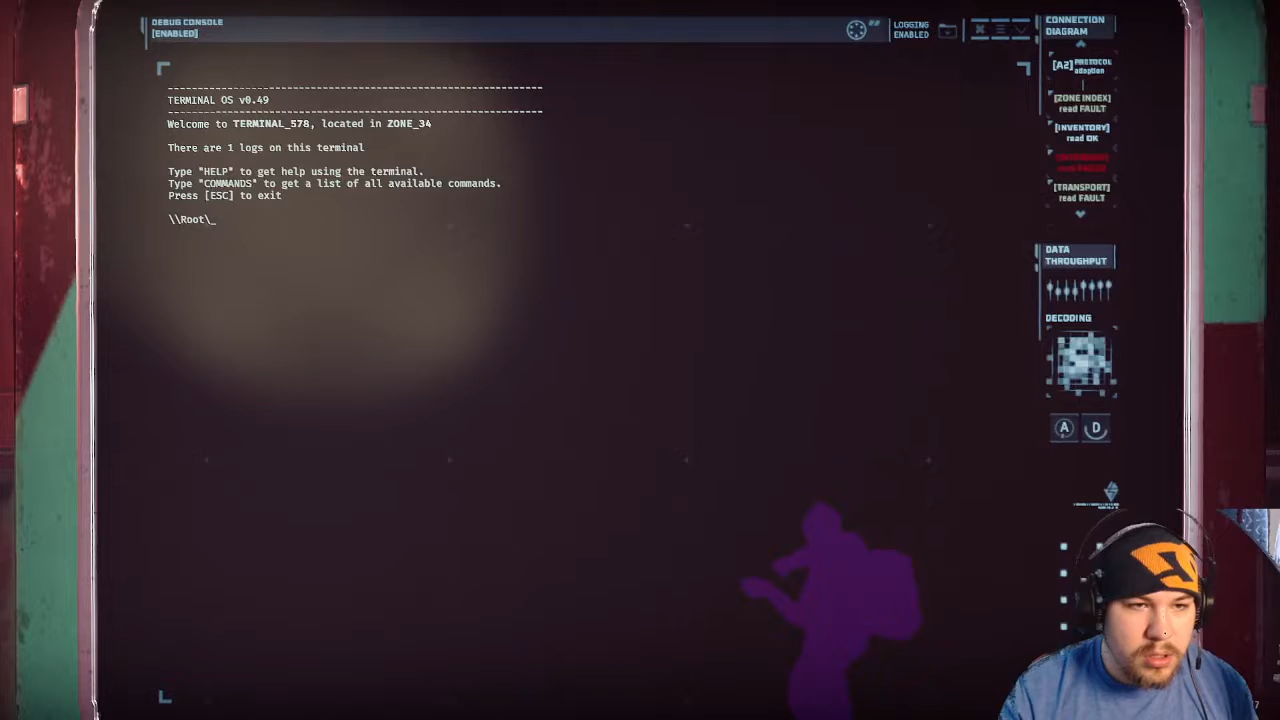 DEBUG CONSOLE
[ENABLED]
LOGGING
ENABLED
------------------------------------------------------------------
TERMINAL OS v0.49
------------------------------------------------------------------
Welcome to TERMINAL_578, located in ZONE_34
There are 1 logs on this terminal
Type "HELP" to get help using the terminal.
Type "COMMANDS" to get a list of all available commands.
Press [ESC] to exit
\\Root\_
CONNECTION
DIAGRAM
[A2] PROTOCOL
adaption
[ZONE INDEX]
read FAULT
[INVENTORY]
read OK
[TRANSPORT]
read FAULT
DATA
THROUGHPUT
DECODING
A D
7